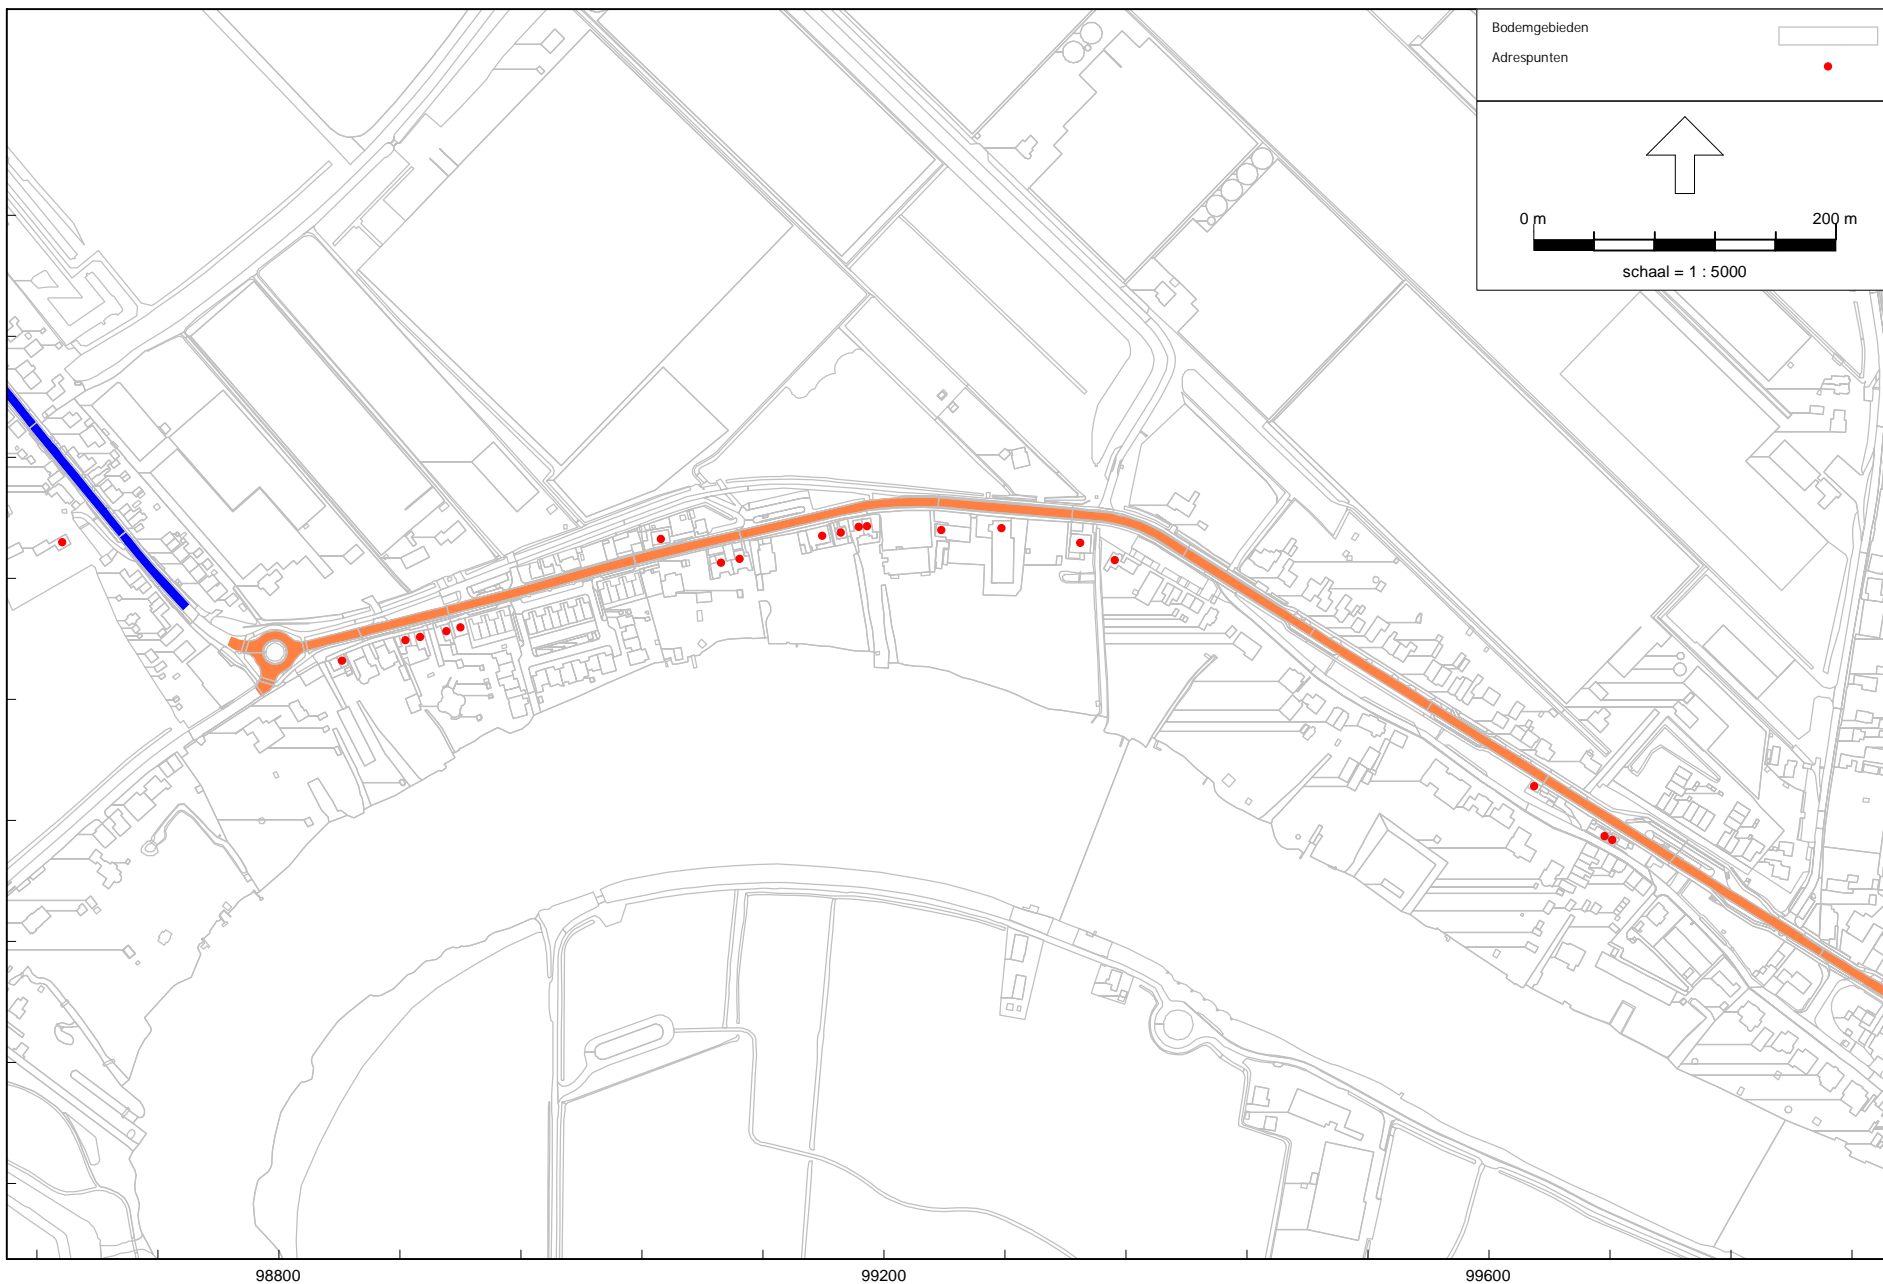 Bodemgebieden
Adrespunten
0 m 200 m
schaal = 1 : 5000
98800 99200 99600